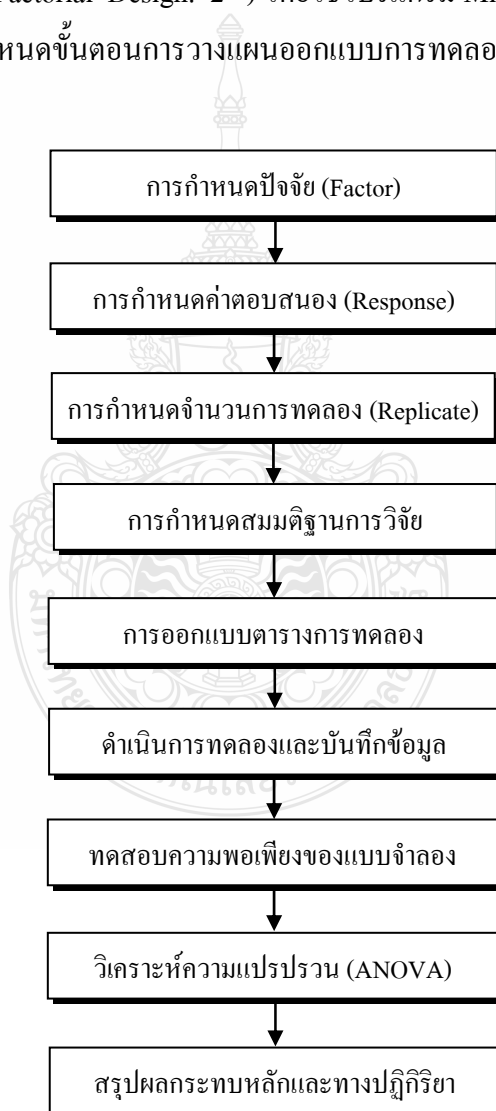 Factorial Design: 2
หนดขั้นตอนการวางแผนออกแบบการทดลอ
การกำหนดปัจจัย (Factor)
การกำหนดค่าตอบสนอง (Response)
การกำหนดจำนวนการทดลอง (Replicate)
การกำหนดสมมติฐานการวิจัย
การออกแบบตารางการทดลอง
ดำเนินการทดลองและบันทึกข้อมูล
ทดสอบความพอเพียงของแบบจำลอง
วิเคราะห์ความแปรปรวน (ANOVA)
สรุปผลกระทบหลักและทางปฏิกิริยา